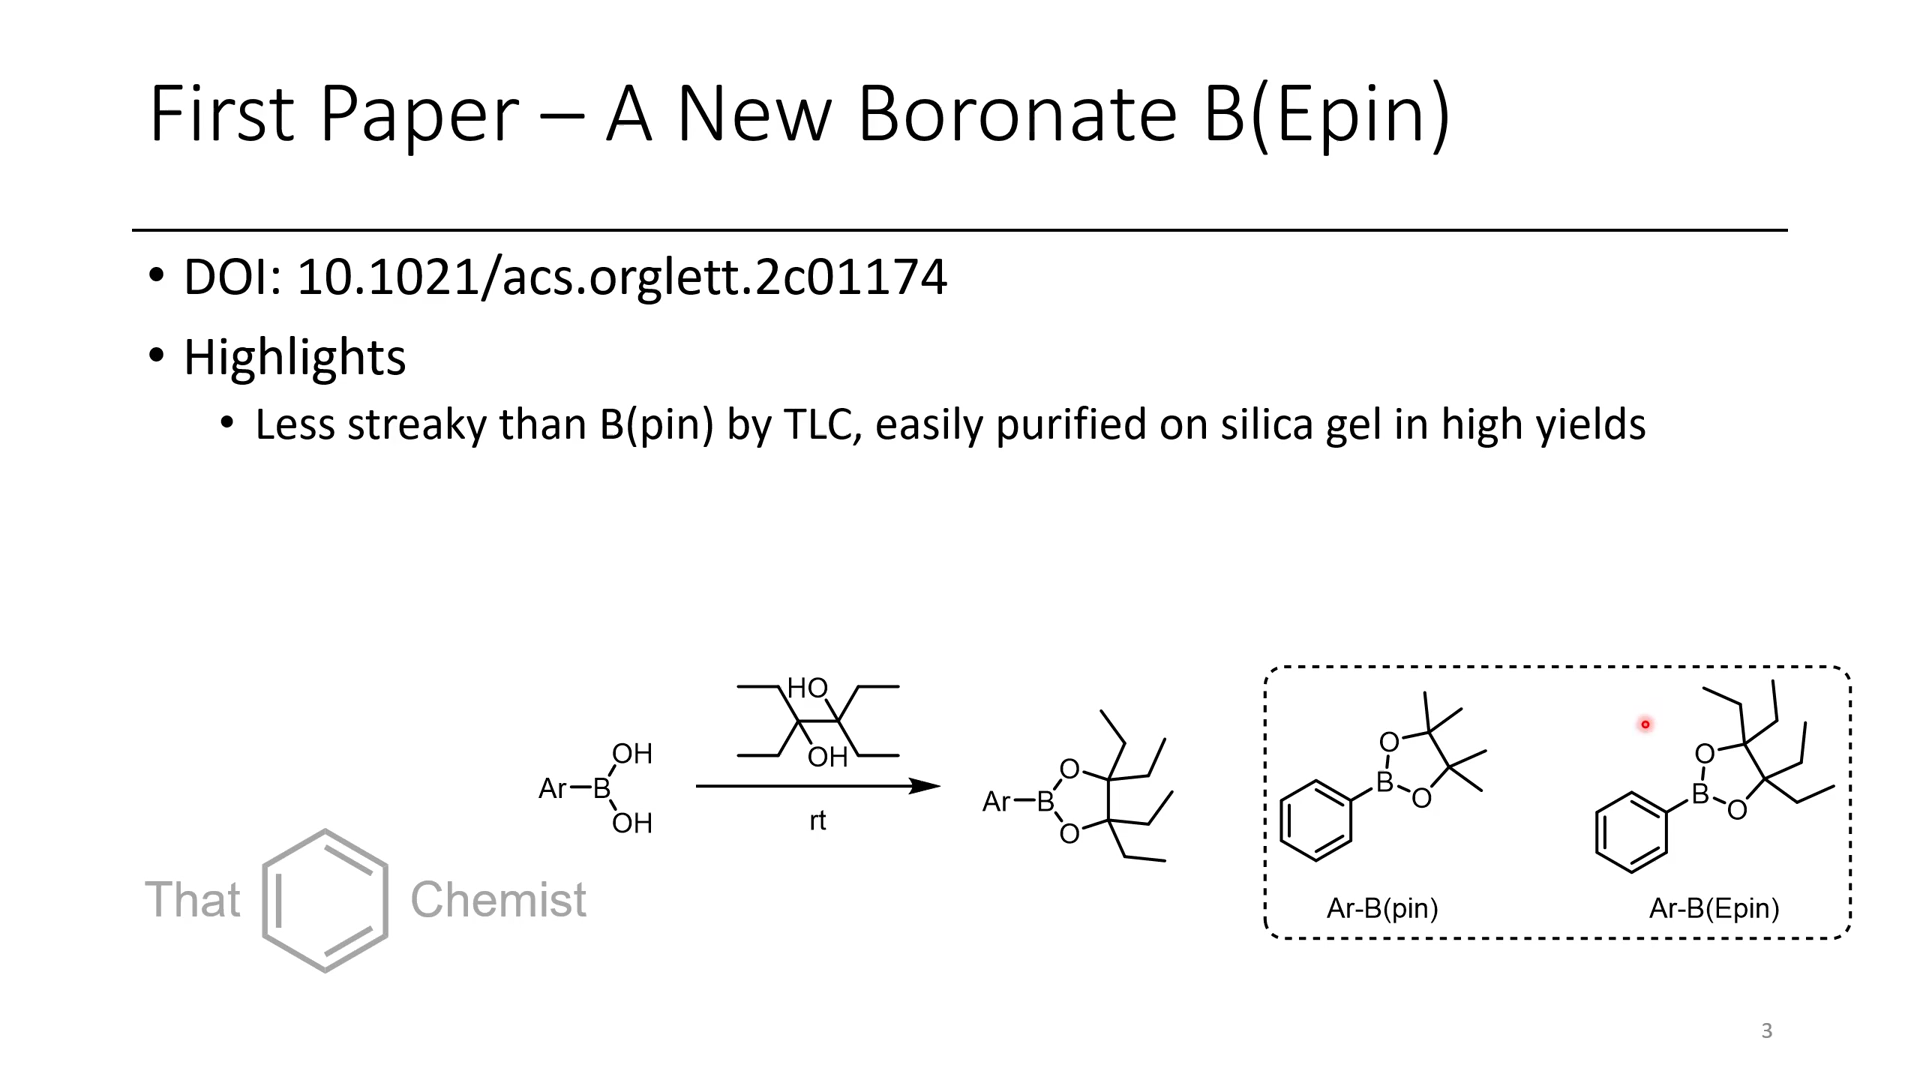 First Paper – A New Boronate B(Epin)
• DOI: 10.1021/acs.orglett.2c01174
• Highlights
• Less streaky than B(pin) by TLC, easily purified on silica gel in high yields
HO
OH
rt
OH
Ar B
OH
O
Ar B
O
O
B
O
Ar-B(pin)
O
B
O
Ar-B(Epin)
That Chemist
3